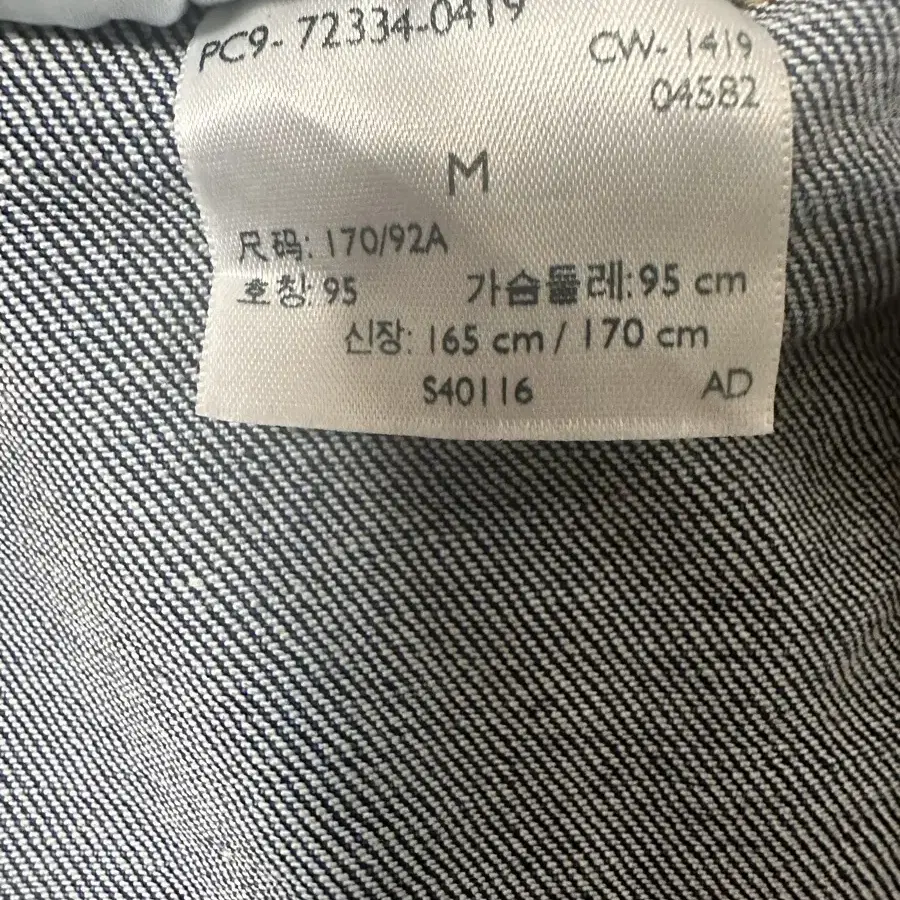 PC9- 72334-0419
CW- 1419
04582
M
尺码: 170/92A
호칭: 95 가슴둘레: 95 cm
신장: 165 cm / 170 cm
S40116 AD